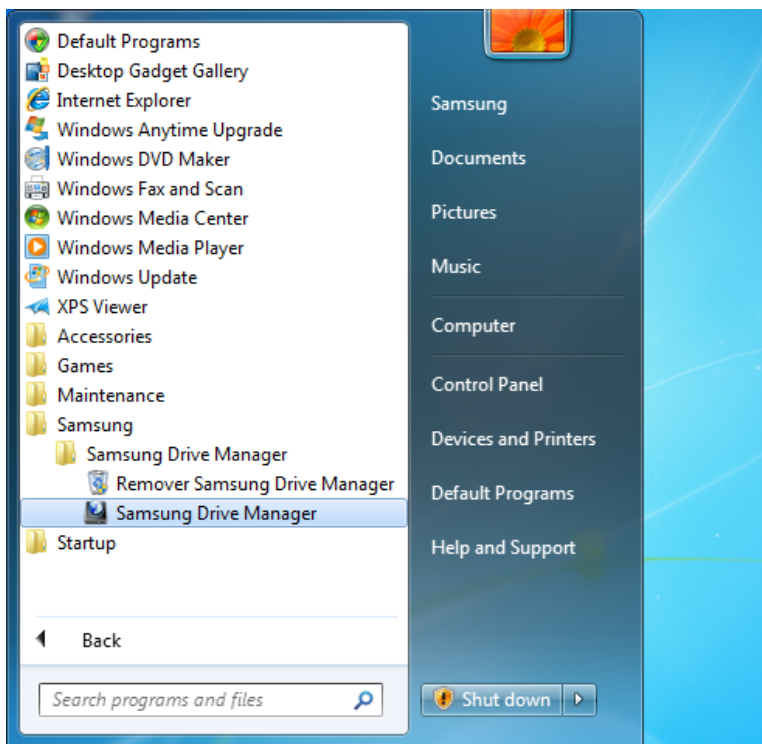 Default Programs
Desktop Gadget Gallery
Internet Explorer
Windows Anytime Upgrade
Windows DVD Maker
Windows Fax and Scan
Windows Media Center
Windows Media Player
Windows Update
XPS Viewer
Accessories
Games
Maintenance
Samsung
Samsung Drive Manager
Remover Samsung Drive Manager
Samsung Drive Manager
Startup
Back
Search programs and files
Samsung
Documents
Pictures
Music
Computer
Control Panel
Devices and Printers
Default Programs
Help and Support
Shut down